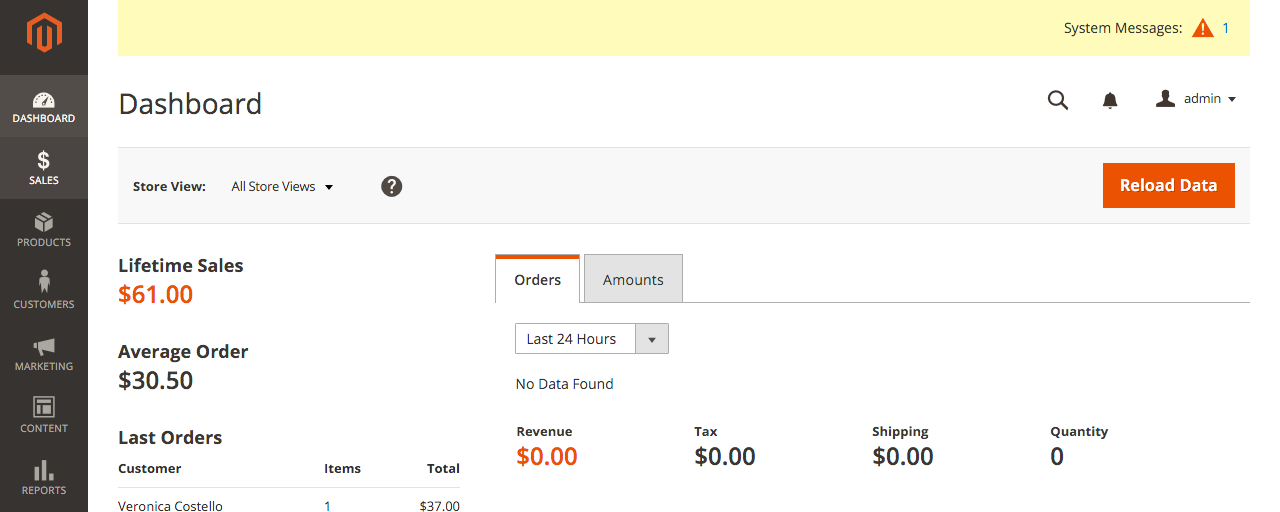 System Messages: 1
Dashboard
admin
DASHBOARD
SALES
PRODUCTS
CUSTOMERS
MARKETING
CONTENT
REPORTS
Store View: All Store Views ?
Reload Data
Lifetime Sales
$61.00
Average Order
$30.50
Last Orders
Customer Items Total
Veronica Costello 1 $37.00
Orders Amounts
Last 24 Hours
No Data Found
Revenue Tax Shipping Quantity
$0.00 $0.00 $0.00 0